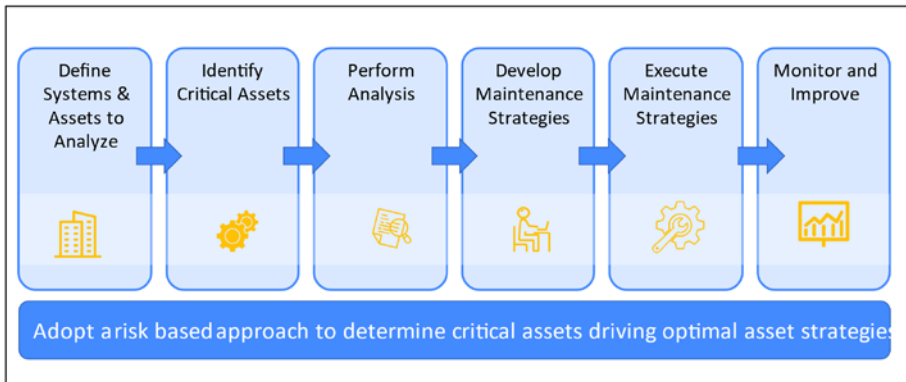 Define
Systems &
Assets to
Analyze
Identify
Critical Assets
Perform
Analysis
Develop
Maintenance
Strategies
Execute
Maintenance
Strategies
Monitor and
Improve
Adopt a risk based approach to determine critical assets driving optimal asset strategies